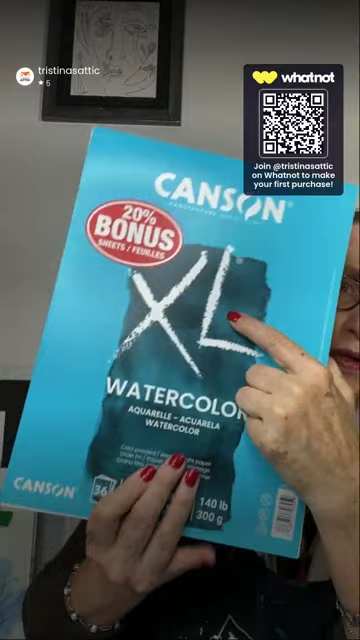 tristinasattic
★ 5
whatnot
Join @tristinasattic
on Whatnot to make
your first purchase!
CANSON
20%
BONUS
SHEETS / FEUILLES
XL
WATERCOLOR
AQUARELLE - ACUARELA
WATERCOLOR
CANSON
36
140 lb
300 g